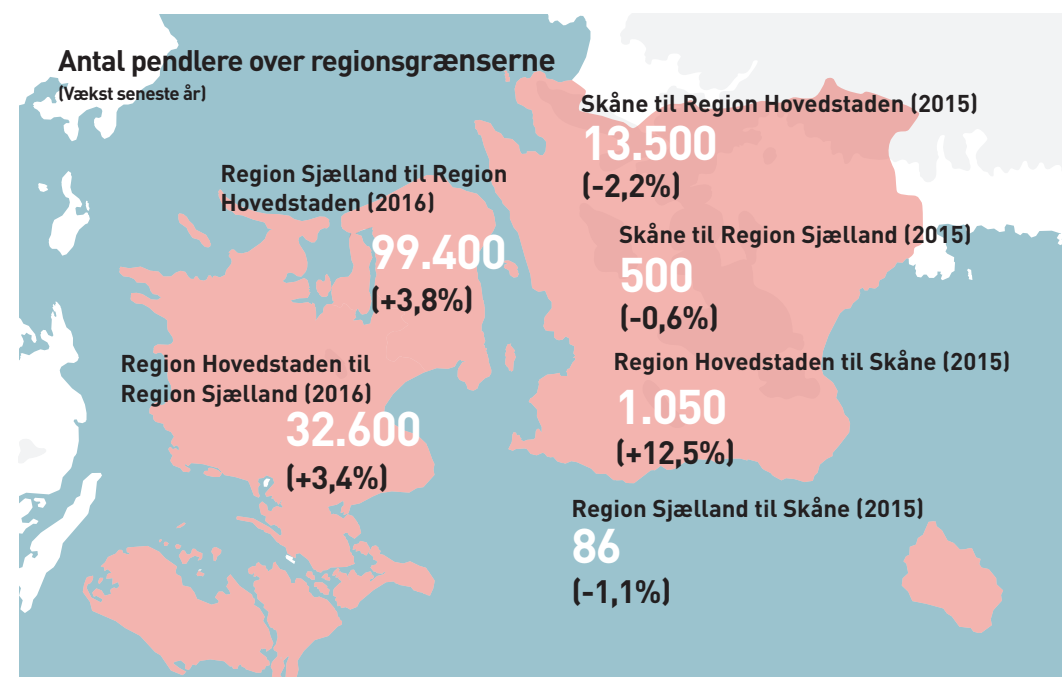 Antal pendlere over regionsgrænserne
(Vækst seneste år)
Skåne til Region Hovedstaden (2015)
13.500
(-2,2%)
Region Sjælland til Region
Hovedstaden (2016)
99.400
(+3,8%)
Skåne til Region Sjælland (2015)
500
(-0,6%)
Region Hovedstaden til
Region Sjælland (2016)
32.600
(+3,4%)
Region Hovedstaden til Skåne (2015)
1.050
(+12,5%)
Region Sjælland til Skåne (2015)
86
(-1,1%)